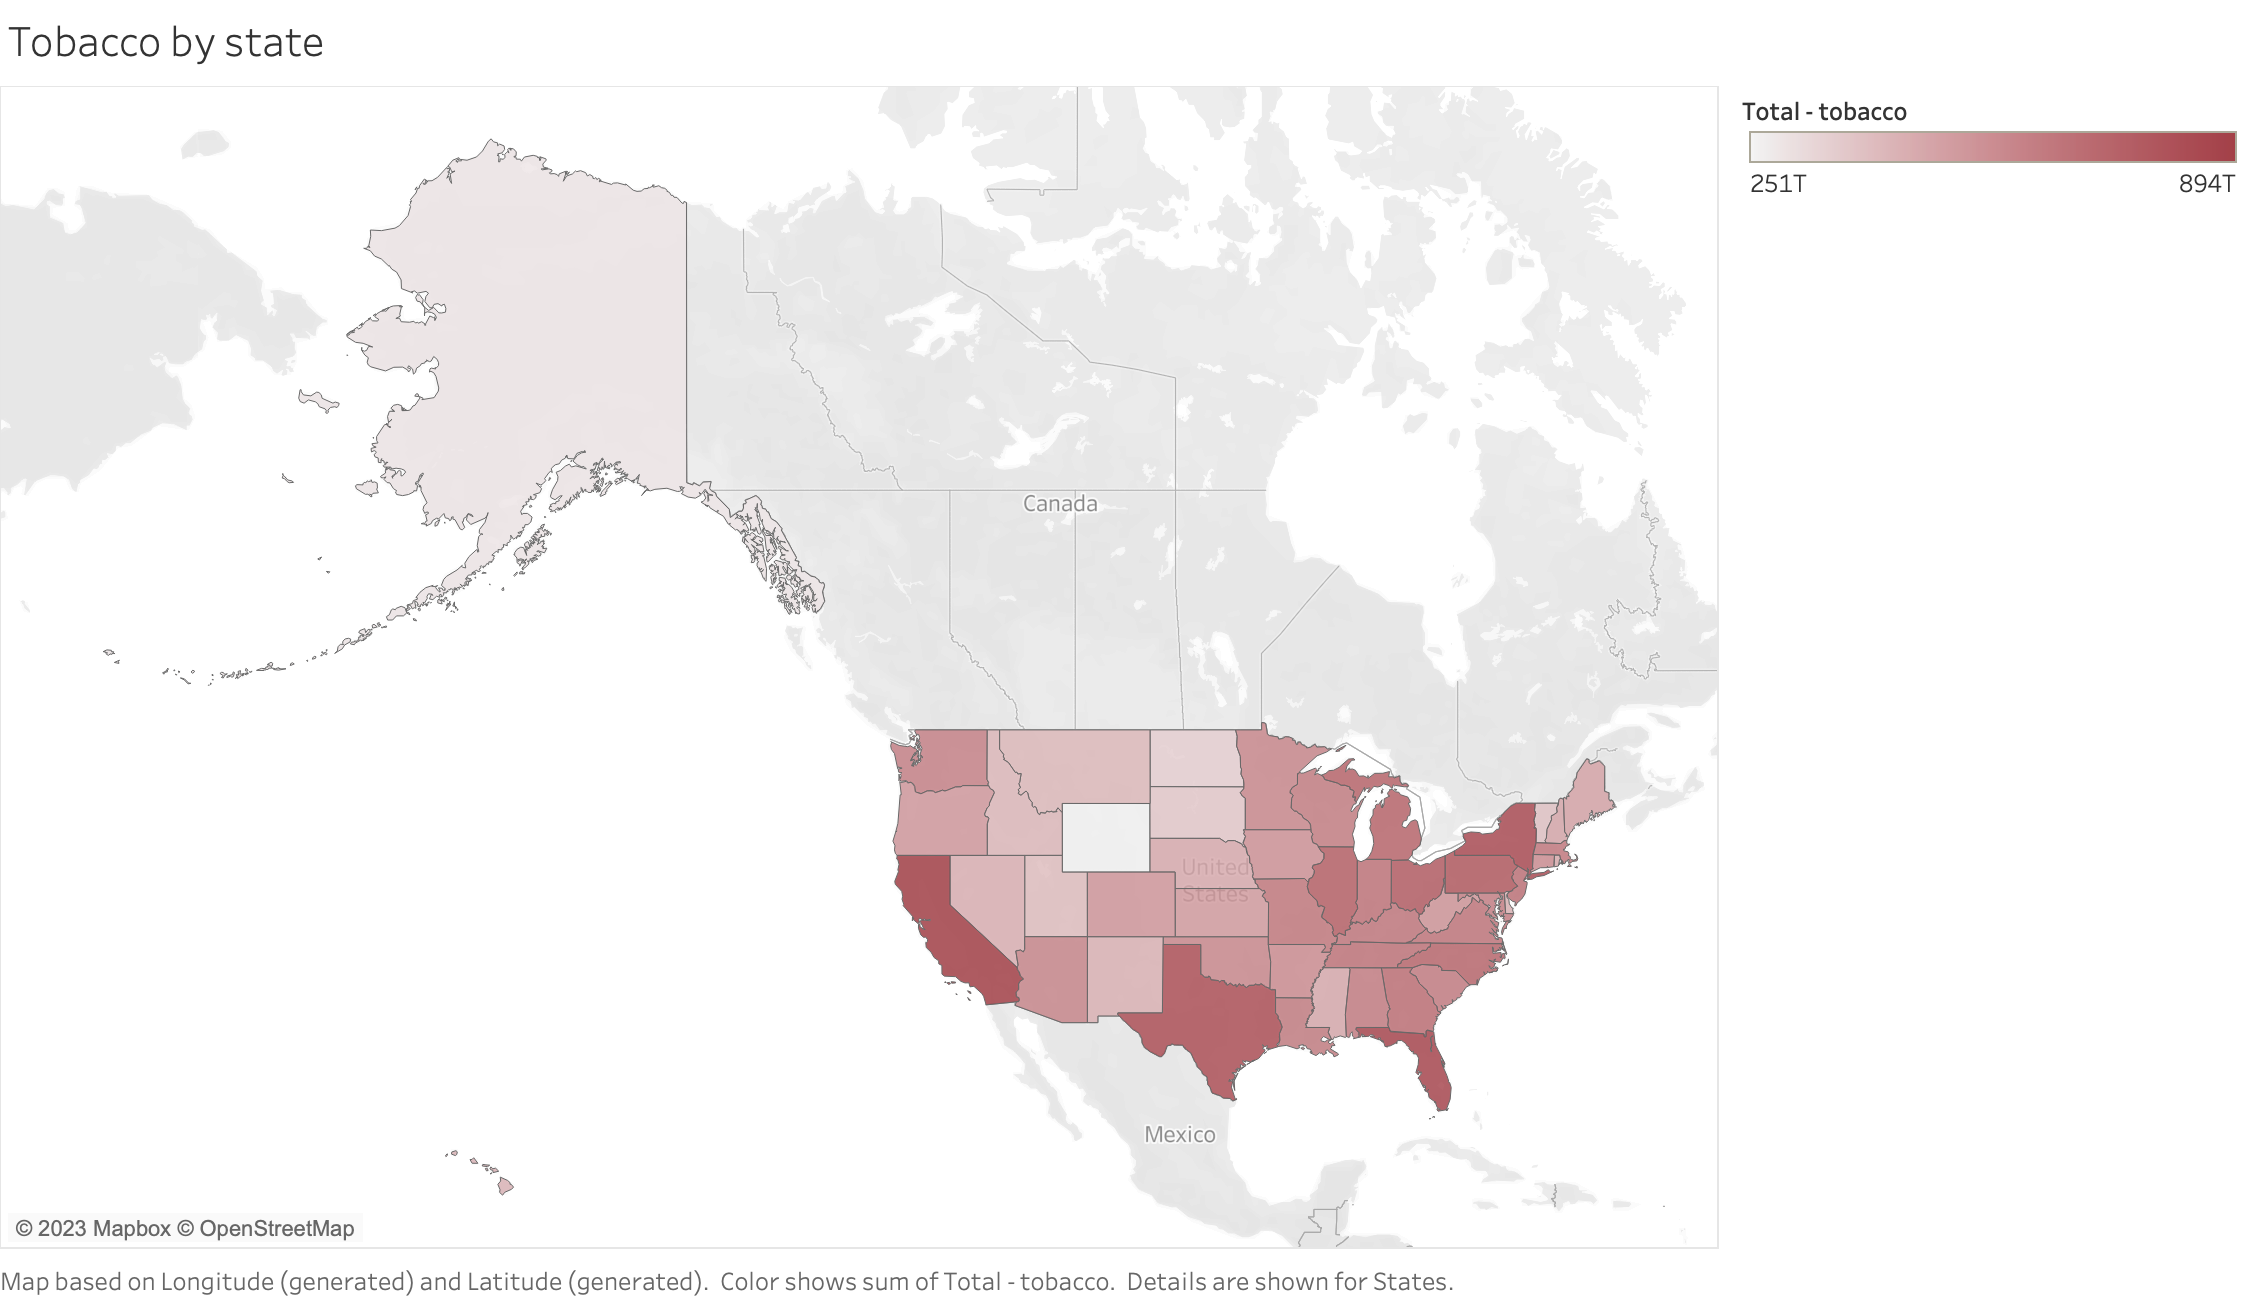 Tobacco by state
Total - tobacco
251T
894T
Canada
United
States
Mexico
© 2023 Mapbox © OpenStreetMap
Map based on Longitude (generated) and Latitude (generated).  Color shows sum of Total - tobacco.  Details are shown for States.